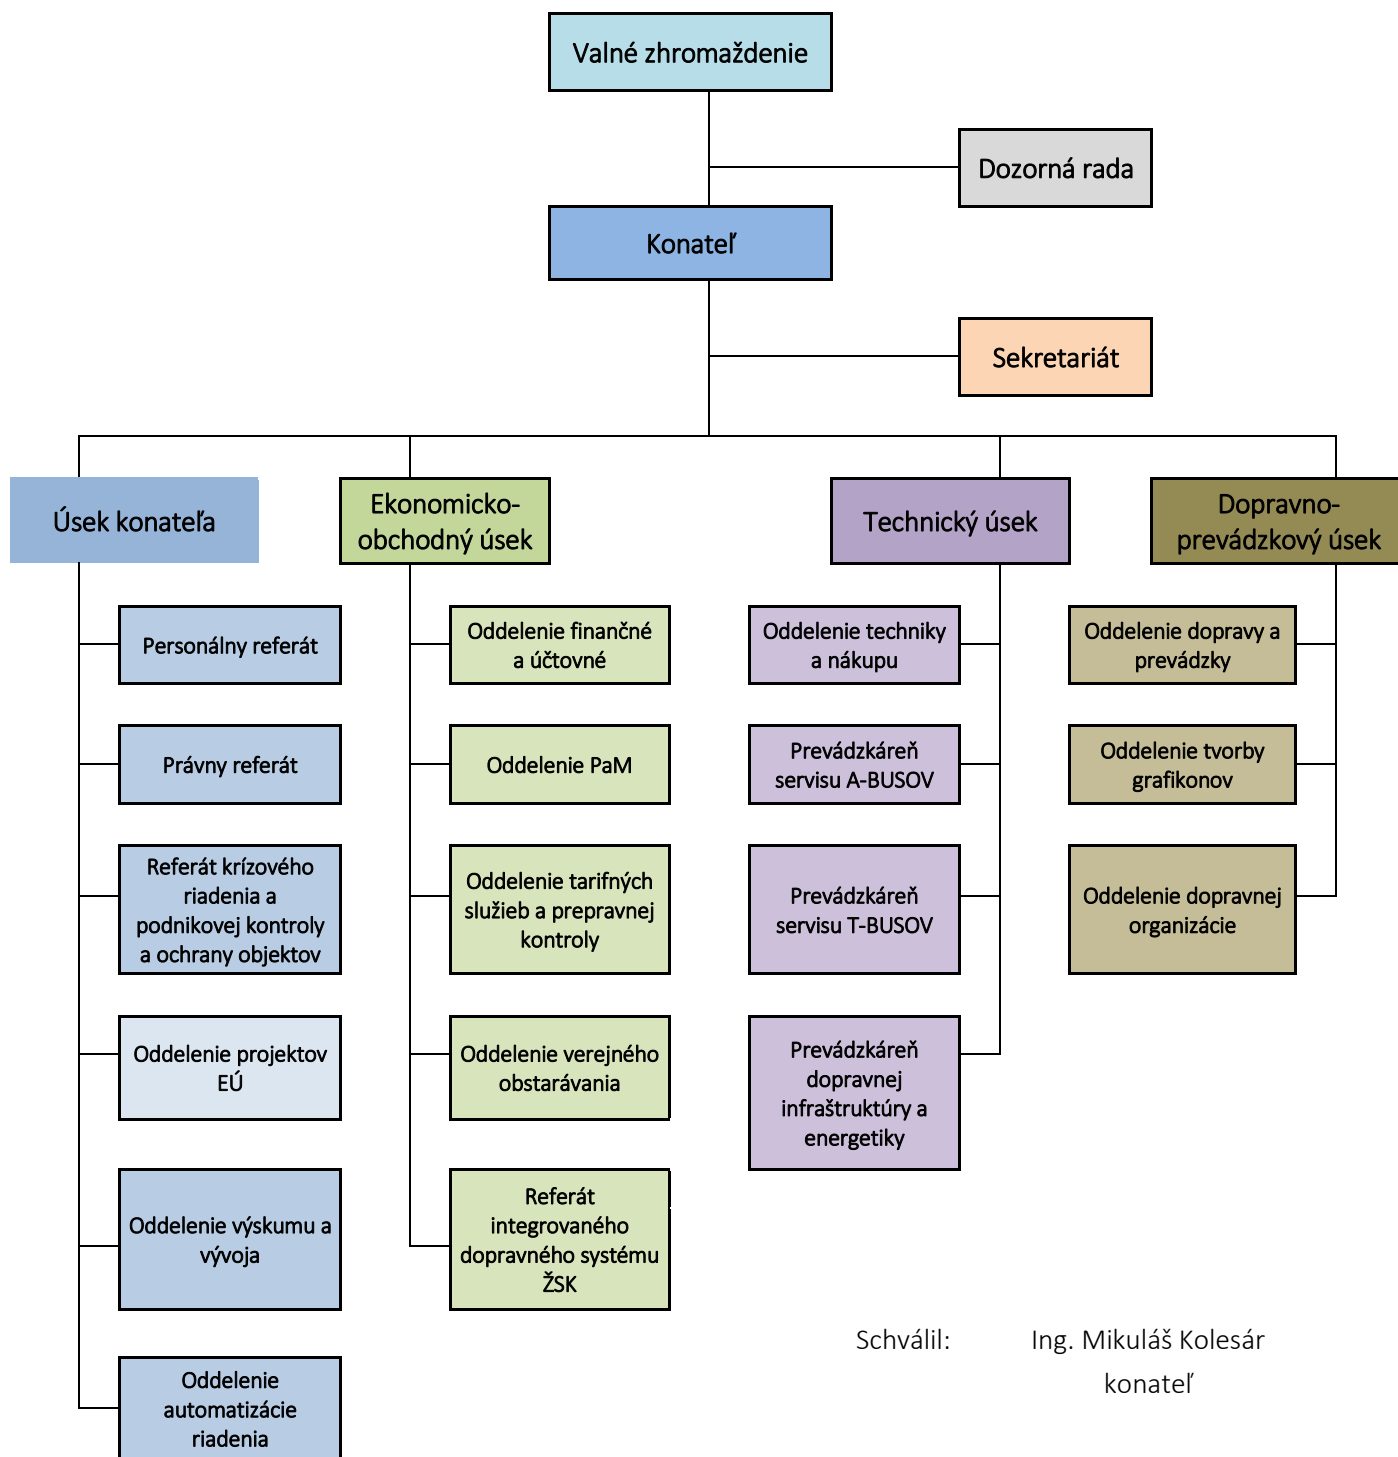 Valné zhromaždenie
Dozorná rada
Konateľ
Sekretariát
Úsek konateľa
Ekonomicko-
obchodný úsek
Technický úsek
Dopravno-
prevádzkový úsek
Personálny referát
Právny referát
Referát krízového
riadenia a
podnikovej kontroly
a ochrany objektov
Oddelenie projektov
EÚ
Oddelenie výskumu a
vývoja
Oddelenie
automatizácie
riadenia
Oddelenie finančné
a účtovné
Oddelenie PaM
Oddelenie tarifných
služieb a prepravnej
kontroly
Oddelenie verejného
obstarávania
Referát
integrovaného
dopravného systému
ŽSK
Oddelenie techniky
a nákupu
Prevádzkáreň
servisu A-BUSOV
Prevádzkáreň
servisu T-BUSOV
Prevádzkáreň
dopravnej
infraštruktúry a
energetiky
Oddelenie dopravy a
prevádzky
Oddelenie tvorby
grafikonov
Oddelenie dopravnej
organizácie
Schválil: Ing. Mikuláš Kolesár
konateľ